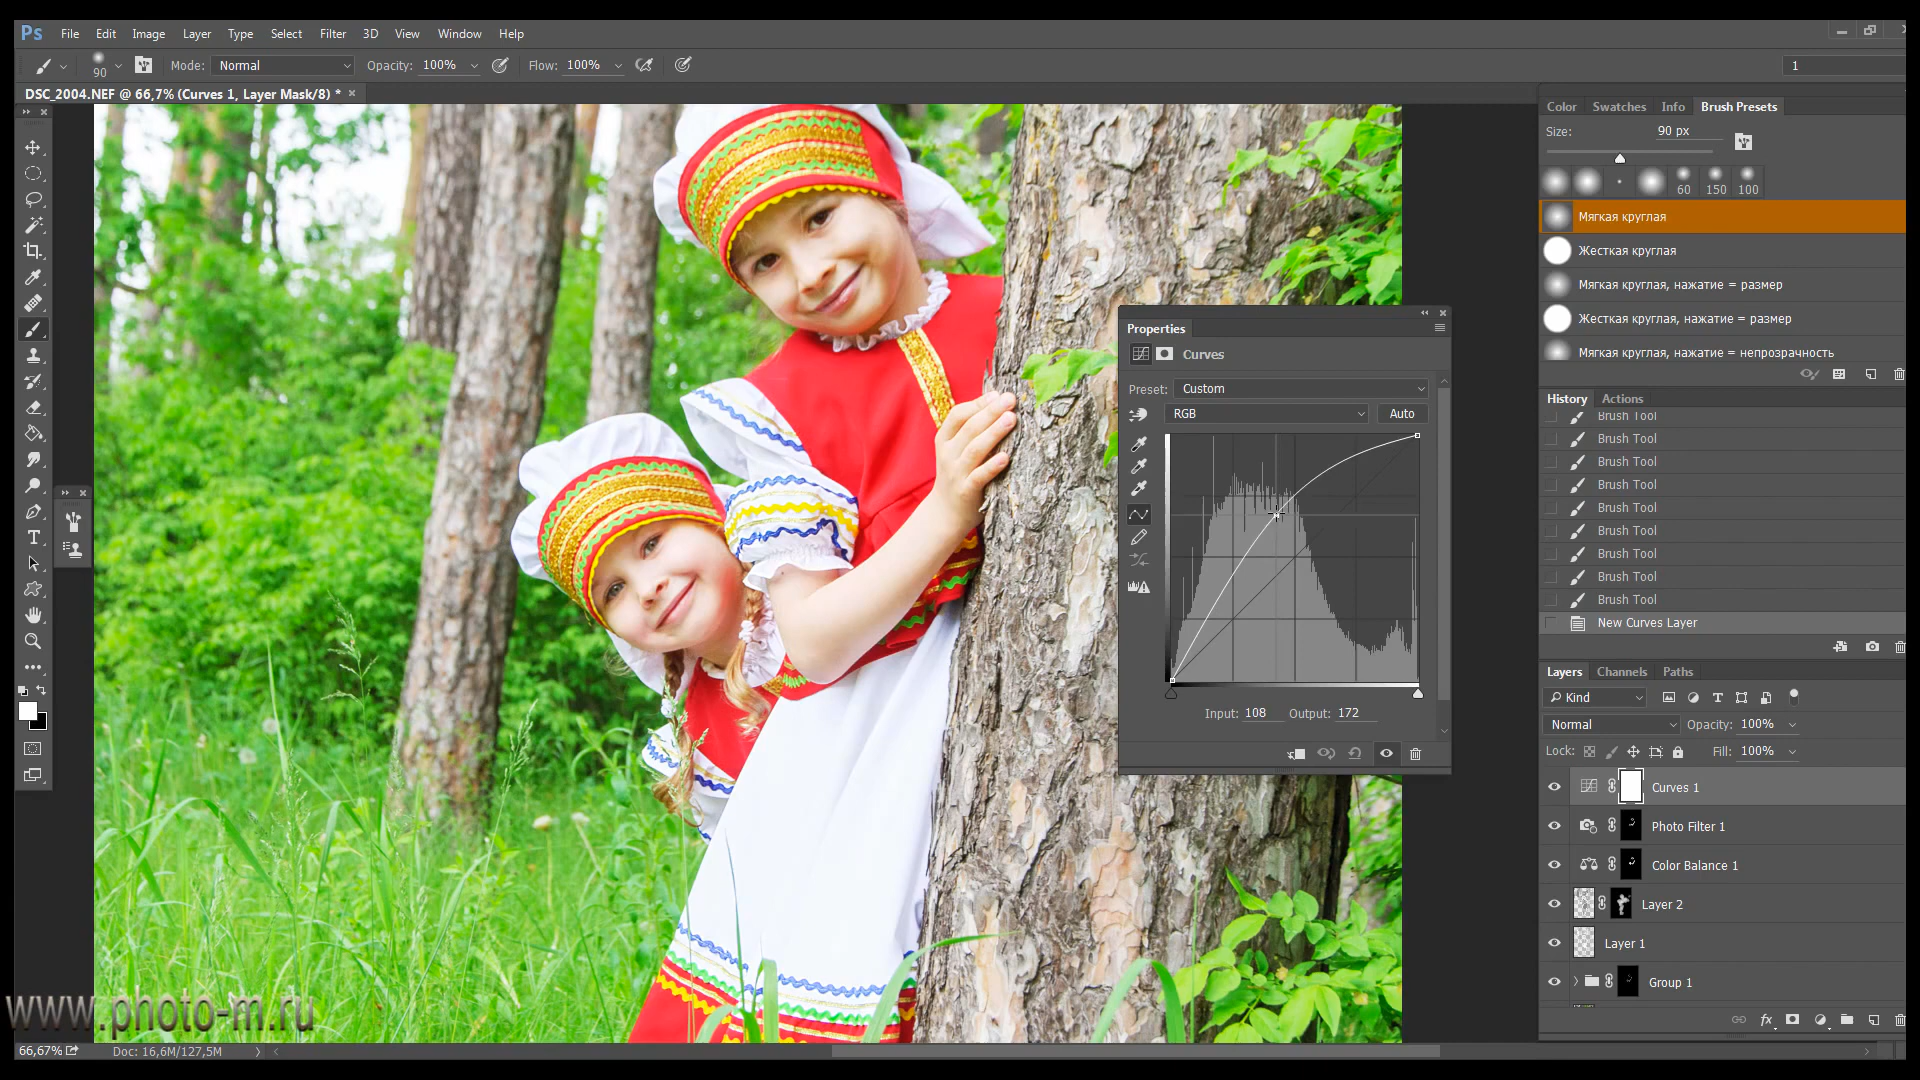 Ps File Edit Image Layer Type Select Filter 3D View Window Help
90 Mode: Normal Opacity: 100% Flow: 100% 1
DSC_2004.NEF @ 66,7% (Curves 1, Layer Mask/8) * ×
Color Swatches Info Brush Presets
Size: 90 px
60 150 100
Мягкая круглая
Жесткая круглая
Мягкая круглая, нажатие = размер
Жесткая круглая, нажатие = размер
Мягкая круглая, нажатие = непрозрачность
Properties
Curves
Preset: Custom
RGB Auto
Input: 108 Output: 172
History Actions
Brush Tool
Brush Tool
Brush Tool
Brush Tool
Brush Tool
Brush Tool
Brush Tool
Brush Tool
Brush Tool
New Curves Layer
Layers Channels Paths
Kind
Normal Opacity: 100%
Lock: Fill: 100%
Curves 1
Photo Filter 1
Color Balance 1
Layer 2
Layer 1
Group 1
www.photo-m.ru
66,67% Doc: 16,6M/127,5M